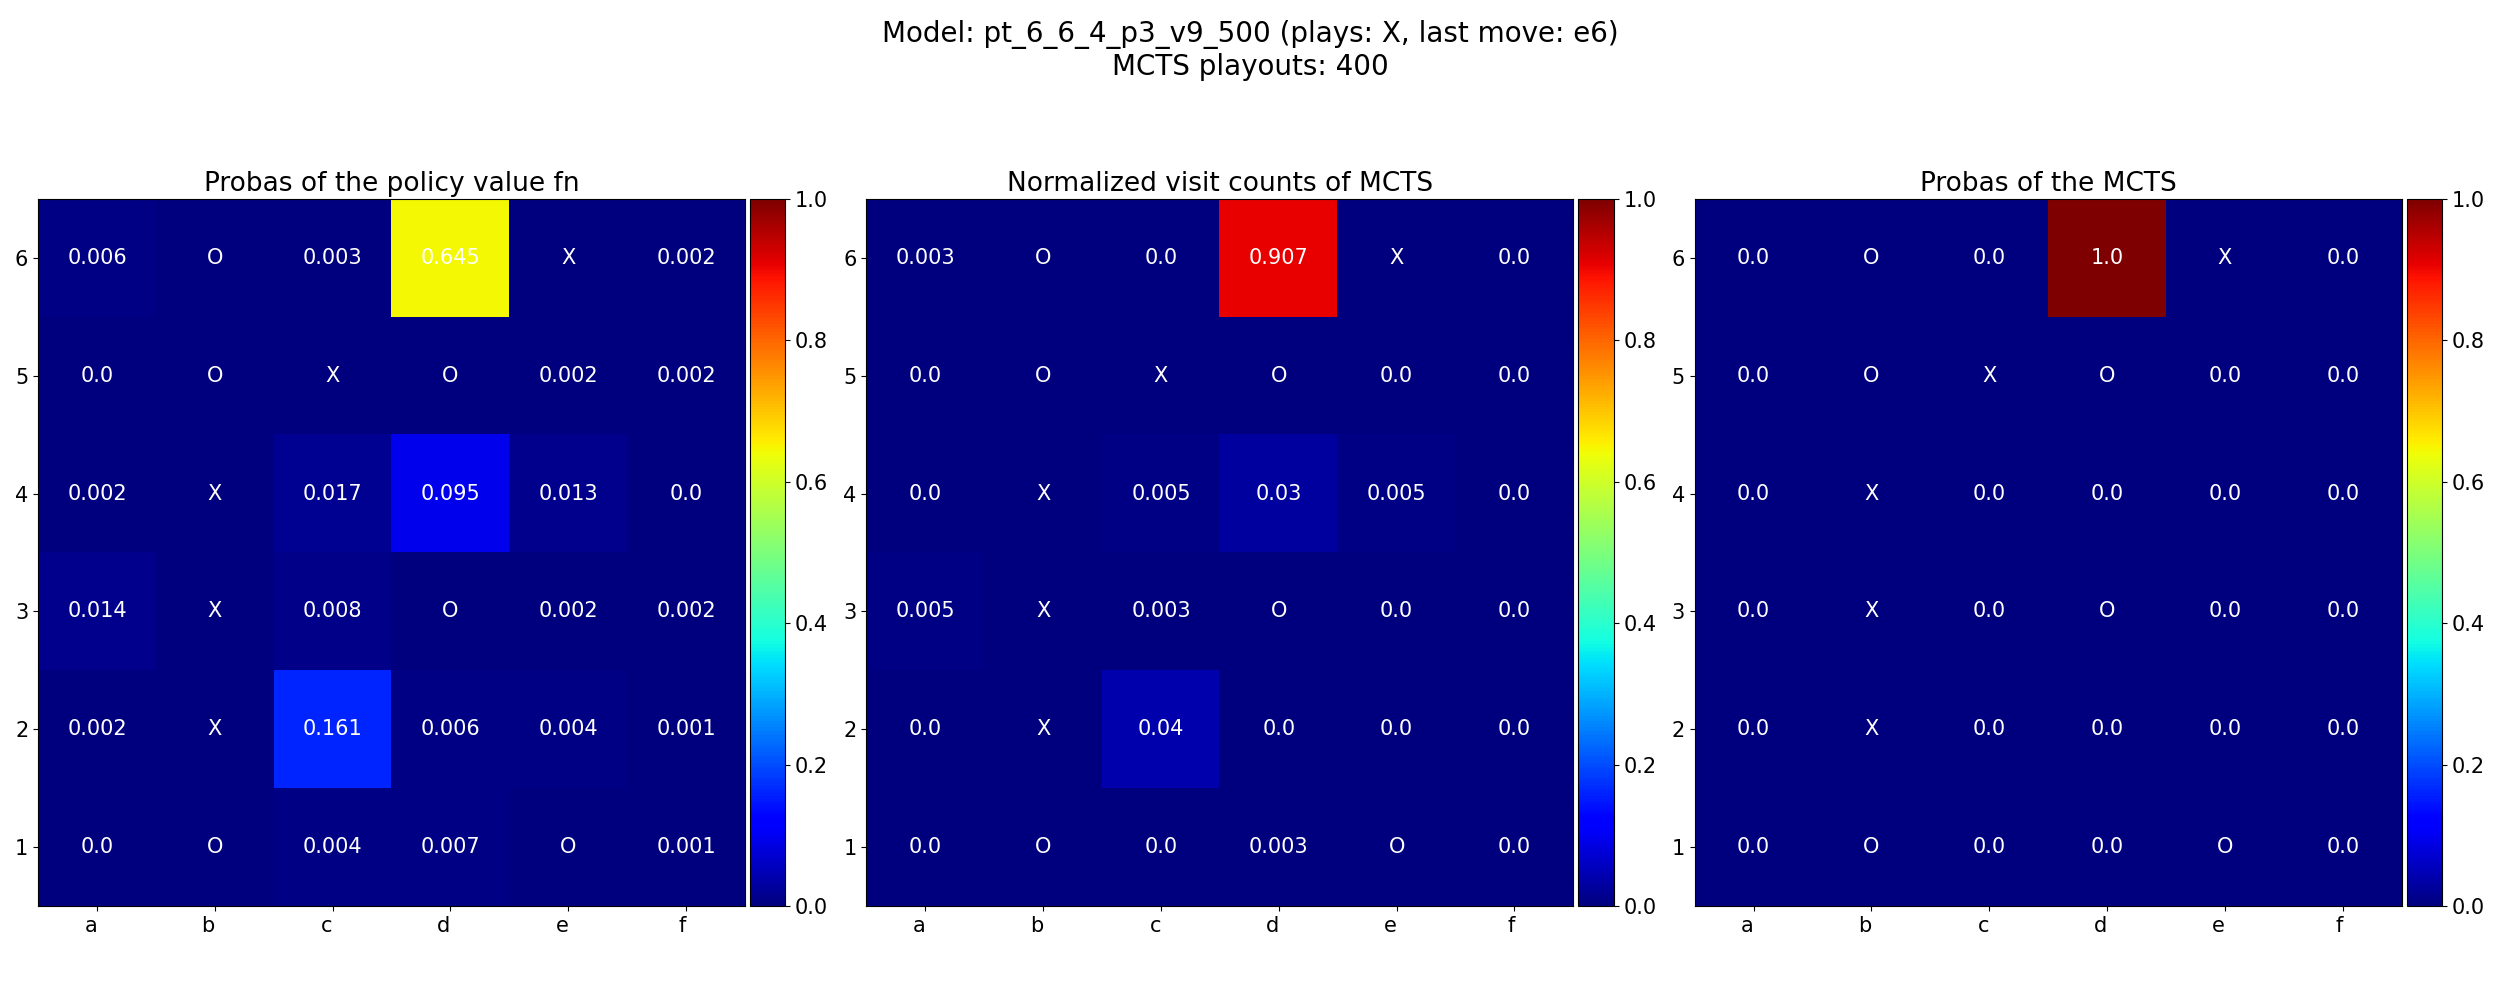 Model: pt_6_6_4_p3_v9_500 (plays: X, last move: e6)
MCTS playouts: 400
Probas of the policy value fn
6 0.006 O 0.003 0.645 X 0.002
5 0.0 O X O 0.002 0.002
4 0.002 X 0.017 0.095 0.013 0.0
3 0.014 X 0.008 O 0.002 0.002
2 0.002 X 0.161 0.006 0.004 0.001
1 0.0 O 0.004 0.007 O 0.001
a b c d e f
1.0
0.8
0.6
0.4
0.2
0.0
Normalized visit counts of MCTS
6 0.003 O 0.0 0.907 X 0.0
5 0.0 O X O 0.0 0.0
4 0.0 X 0.005 0.03 0.005 0.0
3 0.005 X 0.003 O 0.0 0.0
2 0.0 X 0.04 0.0 0.0 0.0
1 0.0 O 0.0 0.003 O 0.0
a b c d e f
1.0
0.8
0.6
0.4
0.2
0.0
Probas of the MCTS
6 0.0 O 0.0 1.0 X 0.0
5 0.0 O X O 0.0 0.0
4 0.0 X 0.0 0.0 0.0 0.0
3 0.0 X 0.0 O 0.0 0.0
2 0.0 X 0.0 0.0 0.0 0.0
1 0.0 O 0.0 0.0 O 0.0
a b c d e f
1.0
0.8
0.6
0.4
0.2
0.0